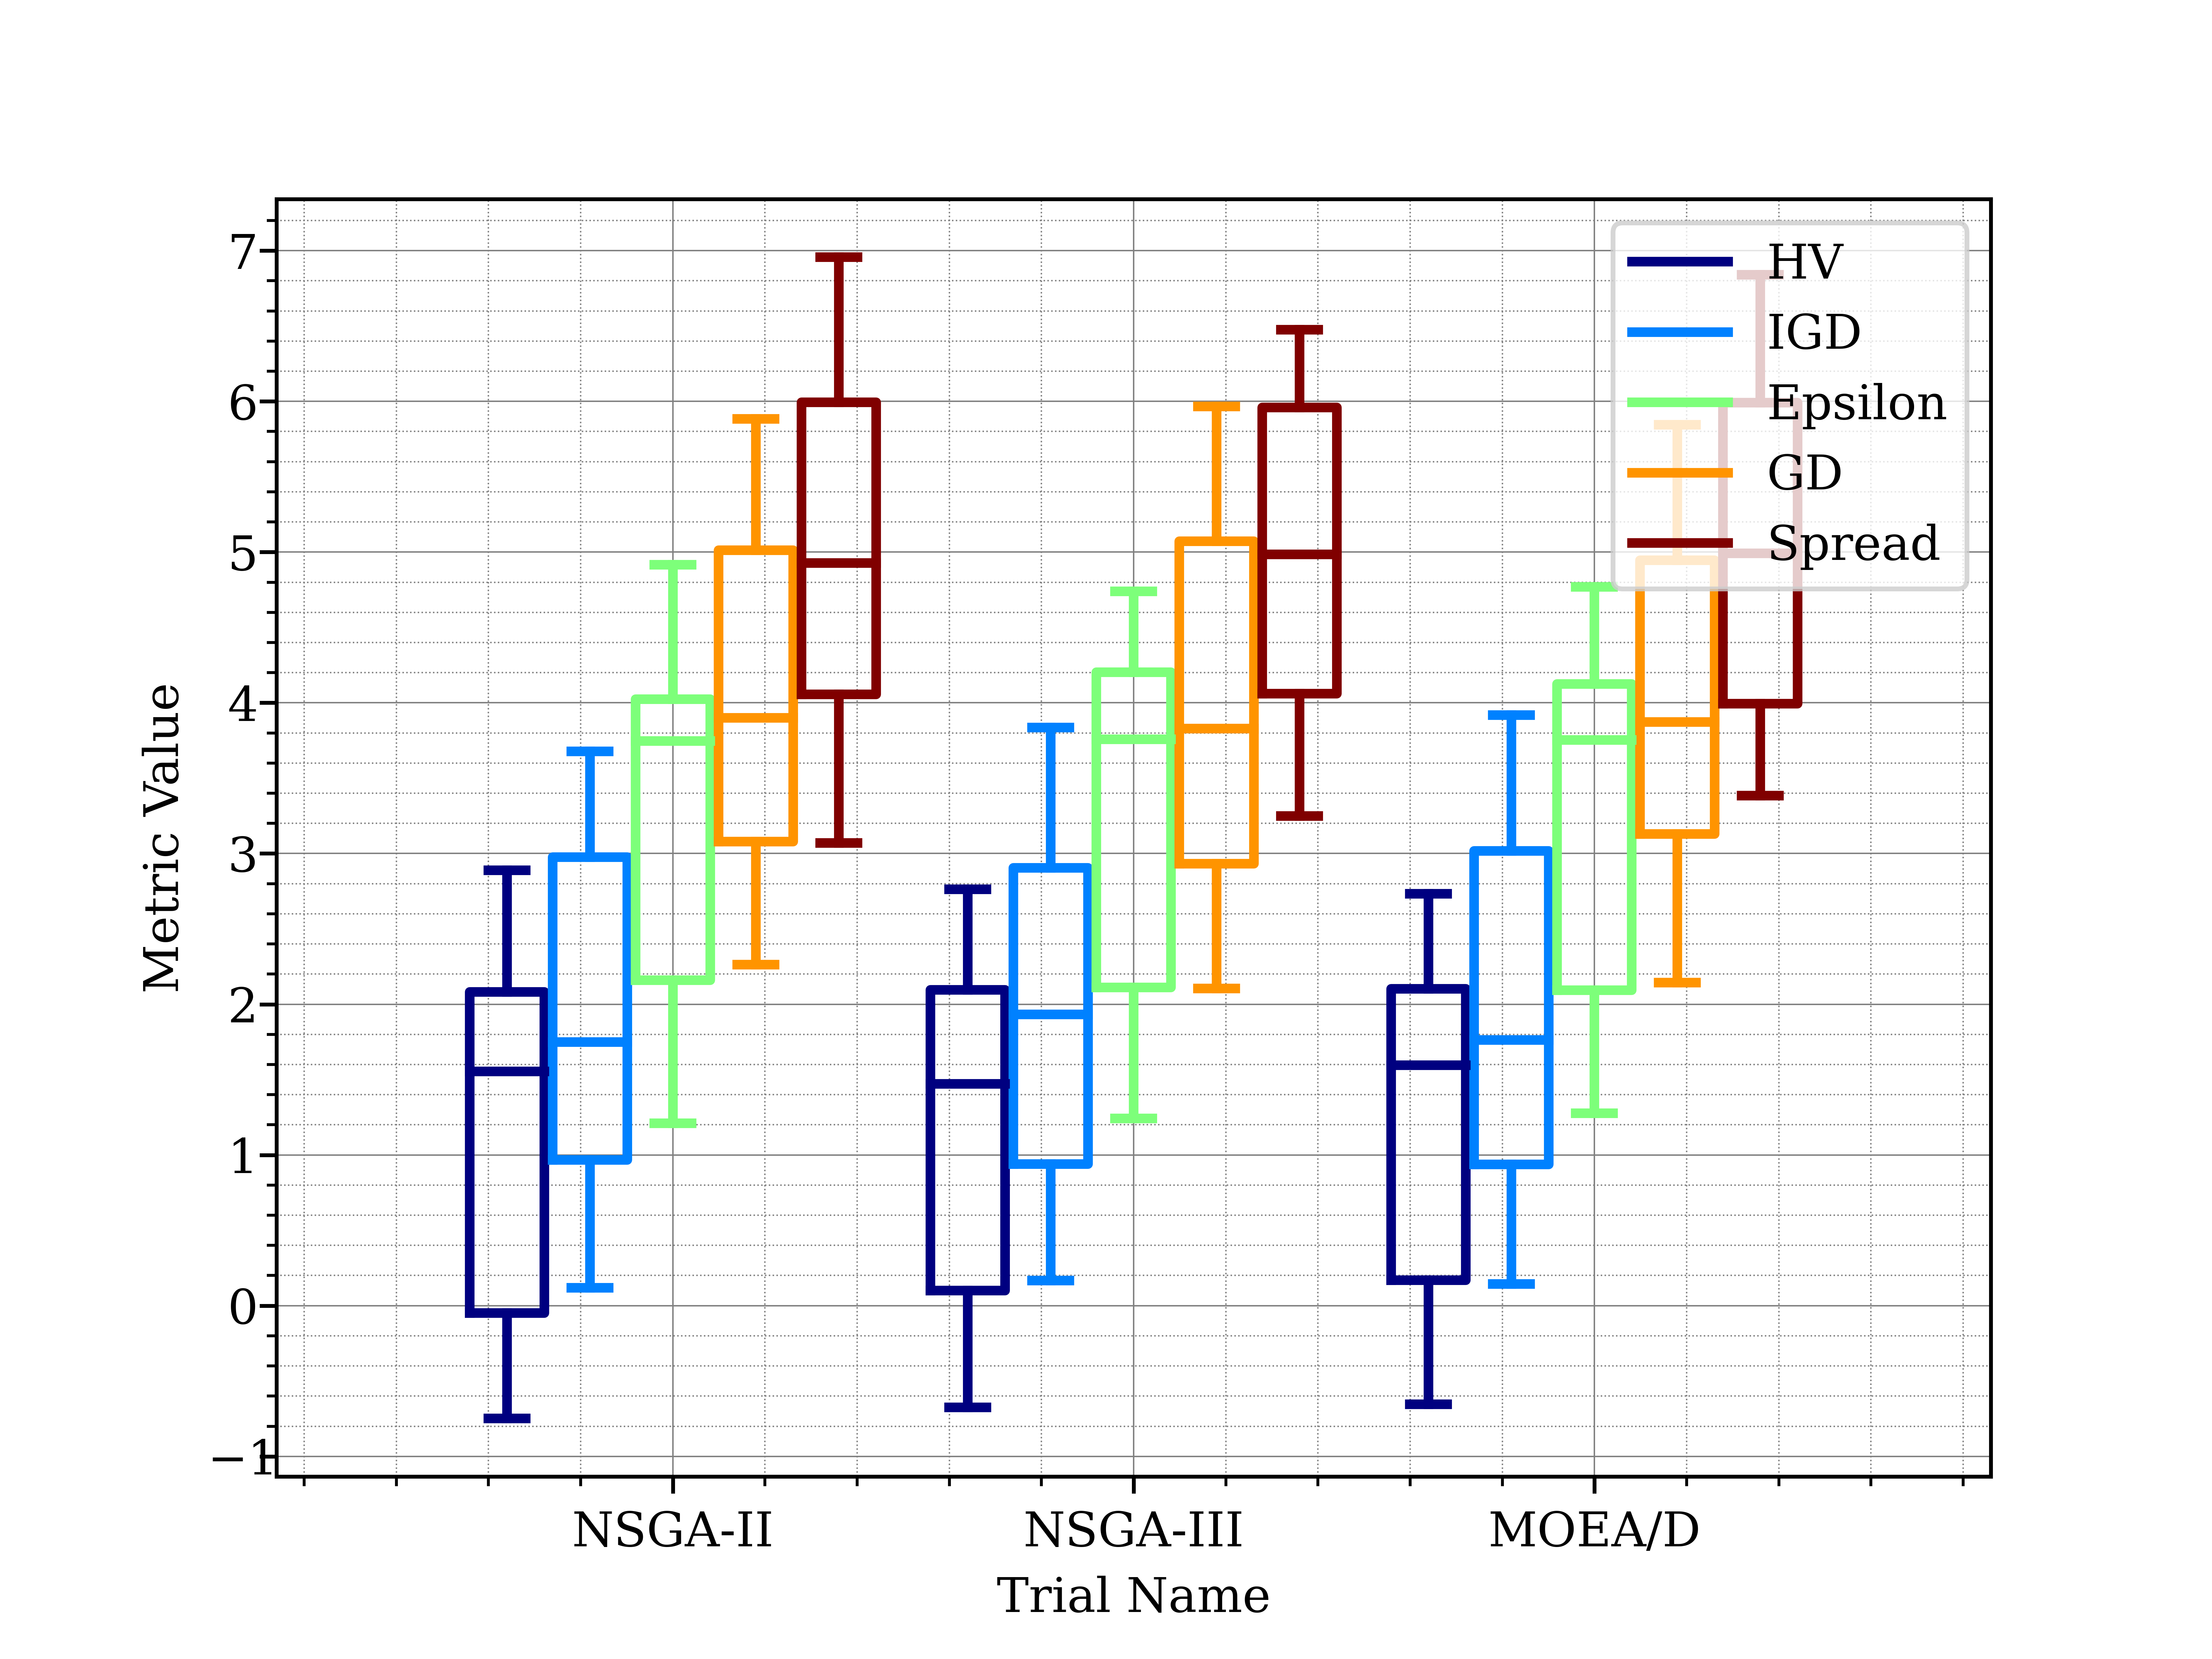 7
6
5
4
3
2
1
0
−1
Metric Value
HV
IGD
Epsilon
GD
Spread
NSGA-II
NSGA-III
MOEA/D
Trial Name